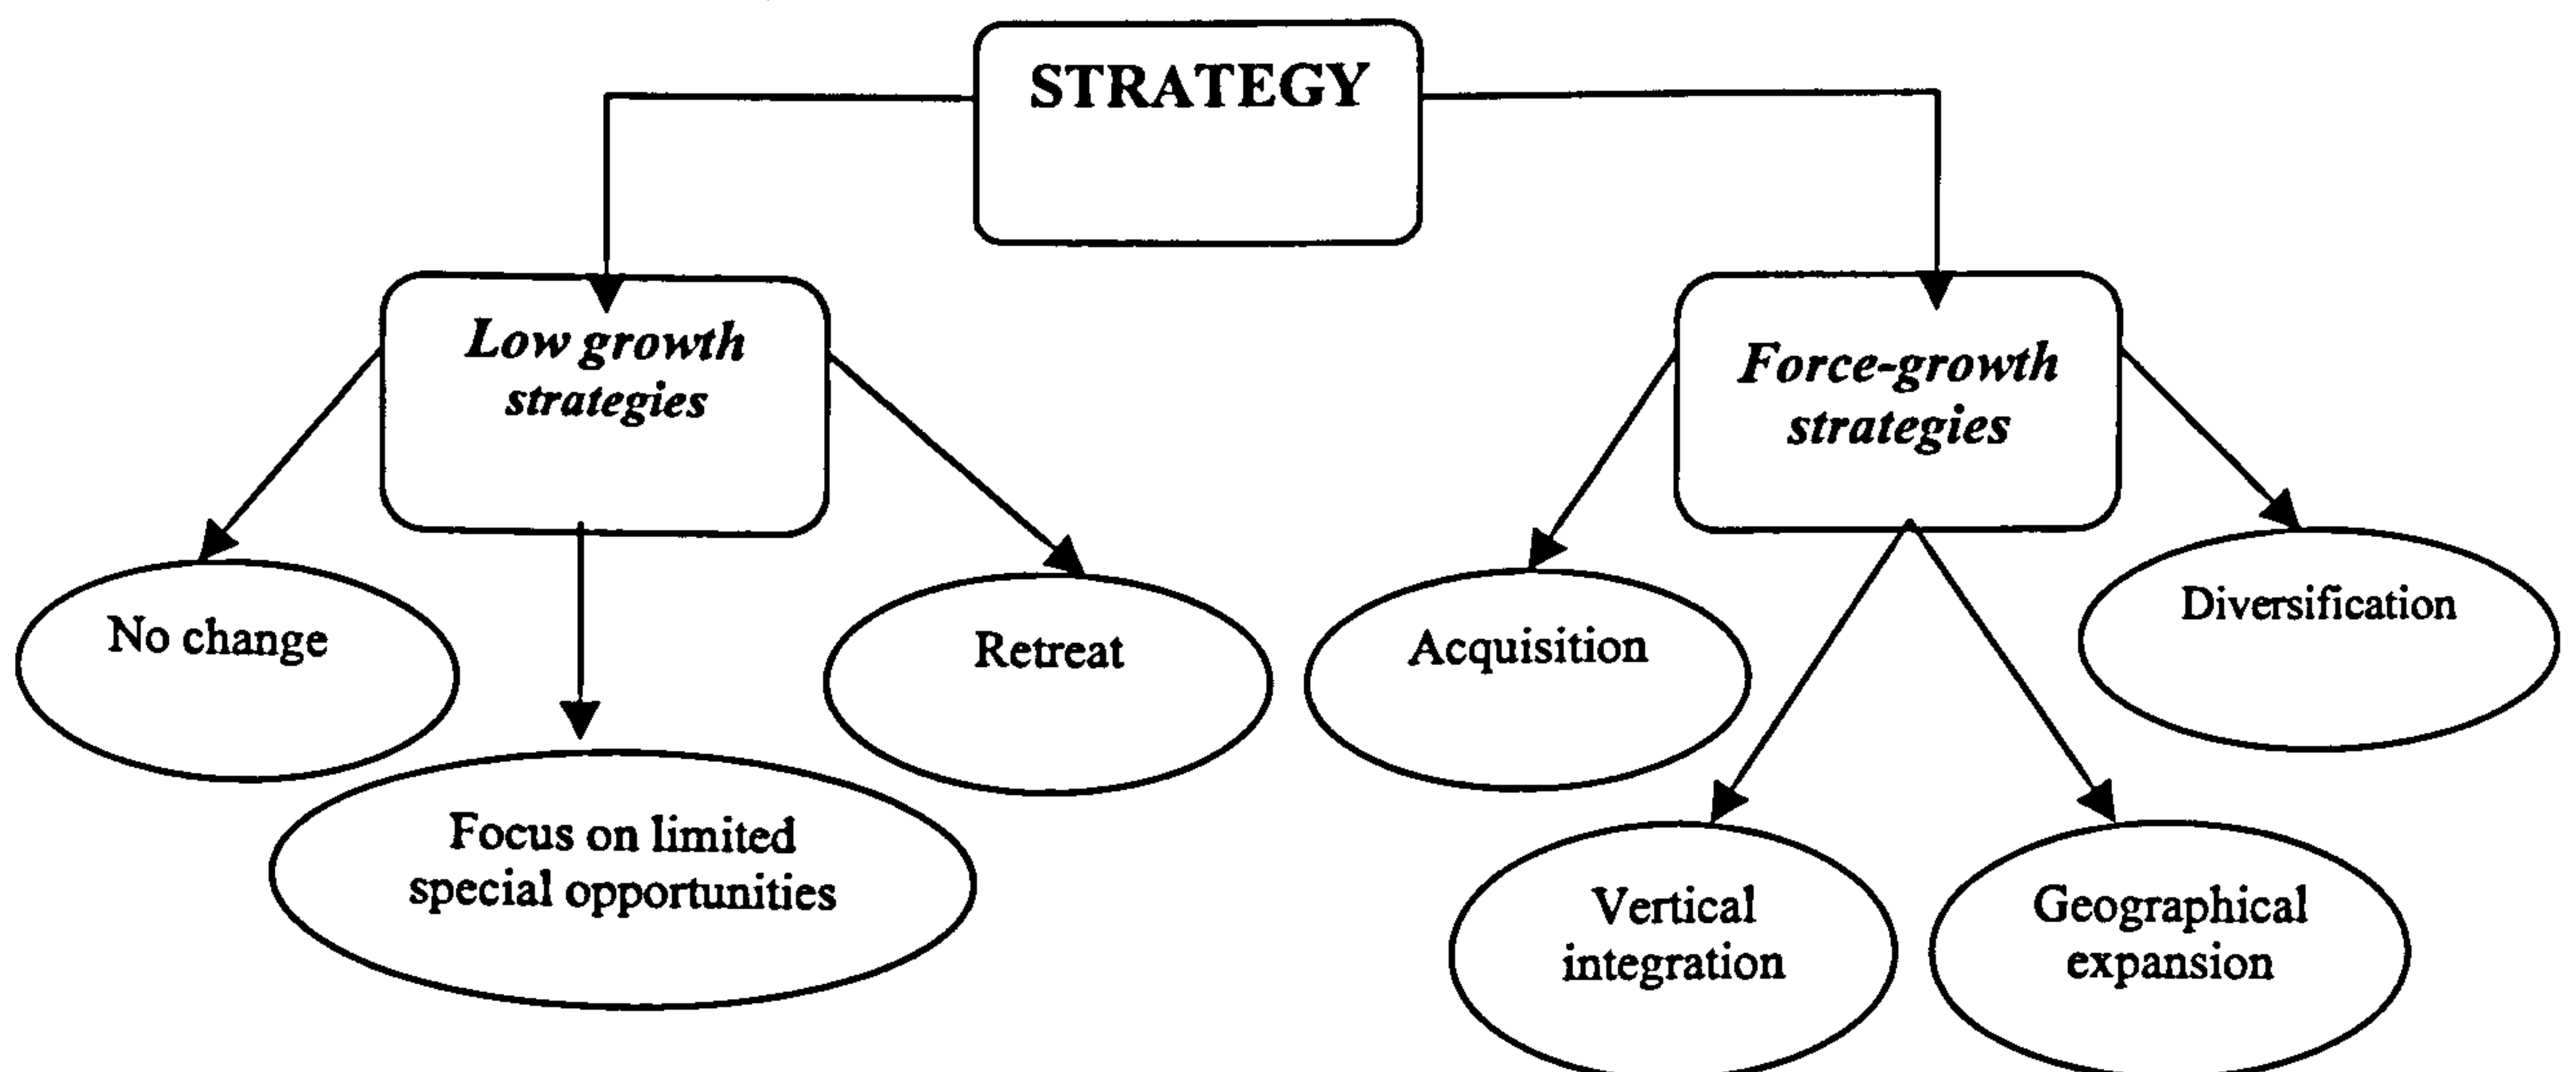 STRATEGY
Low growth
strategies
Force-growth
strategies
No change
Retreat
Acquisition
Diversification
Focus on limited
special opportunities
Vertical
integration
Geographical
expansion